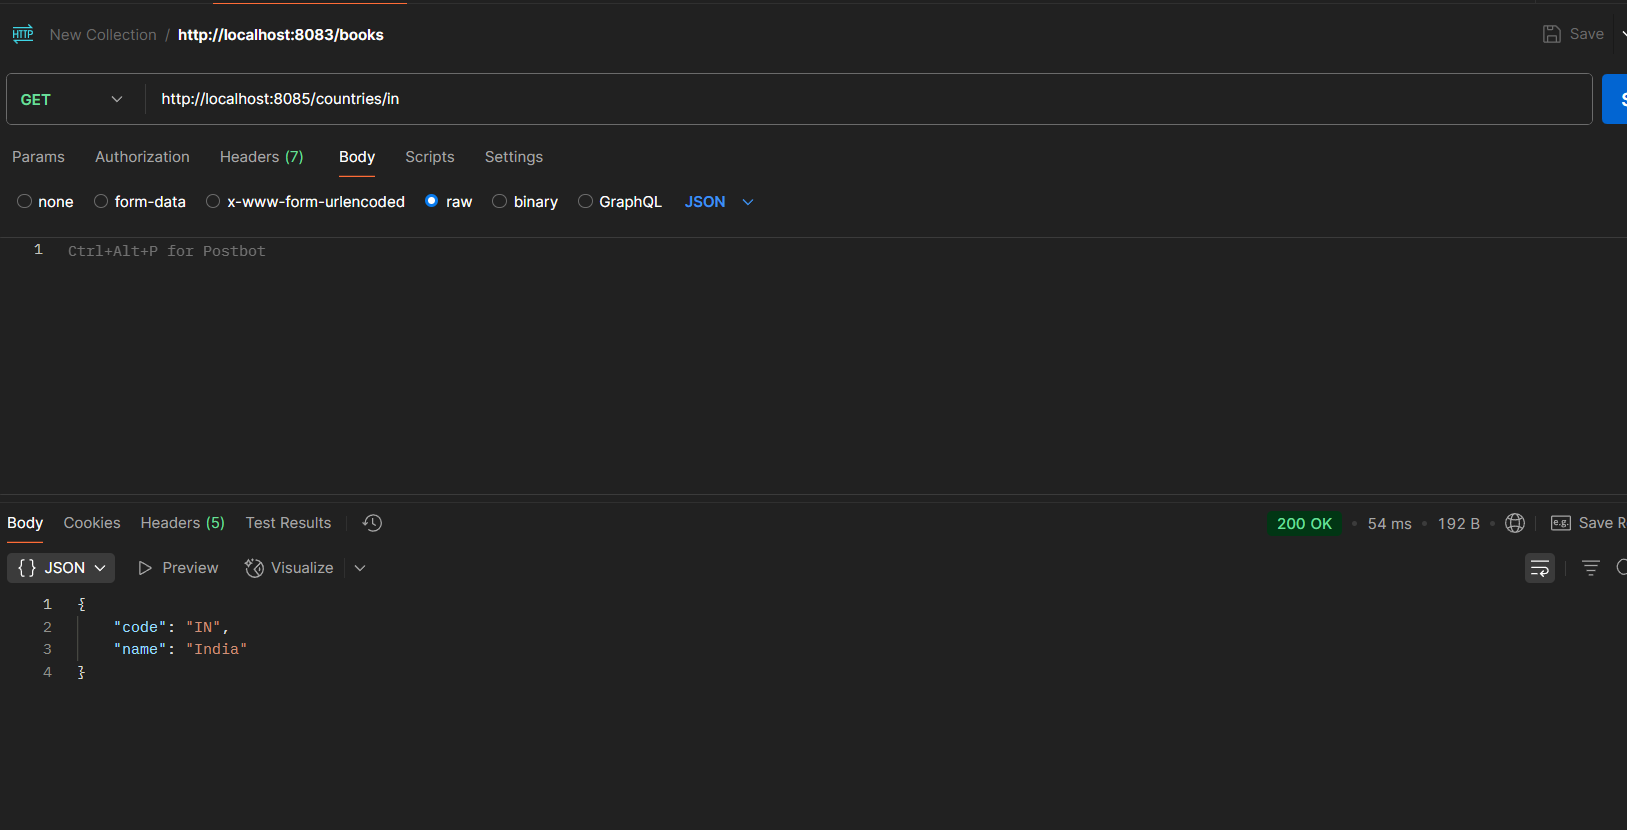 HTTP New Collection / http://localhost:8083/books Save
GET http://localhost:8085/countries/in
Params Authorization Headers (7) Body Scripts Settings
none form-data x-www-form-urlencoded raw binary GraphQL JSON
1 Ctrl+Alt+P for Postbot
Body Cookies Headers (5) Test Results 200 OK • 54 ms • 192 B • e.g. Save R
{} JSON Preview Visualize
1 {
2 "code": "IN",
3 "name": "India"
4 }